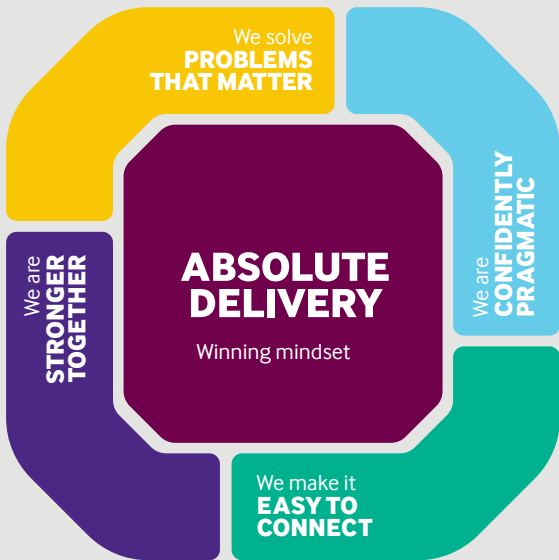 We solve
PROBLEMS
THAT MATTER
We are
CONFIDENTLY
PRAGMATIC
ABSOLUTE
DELIVERY
Winning mindset
We are
STRONGER
TOGETHER
We make it
EASY TO
CONNECT